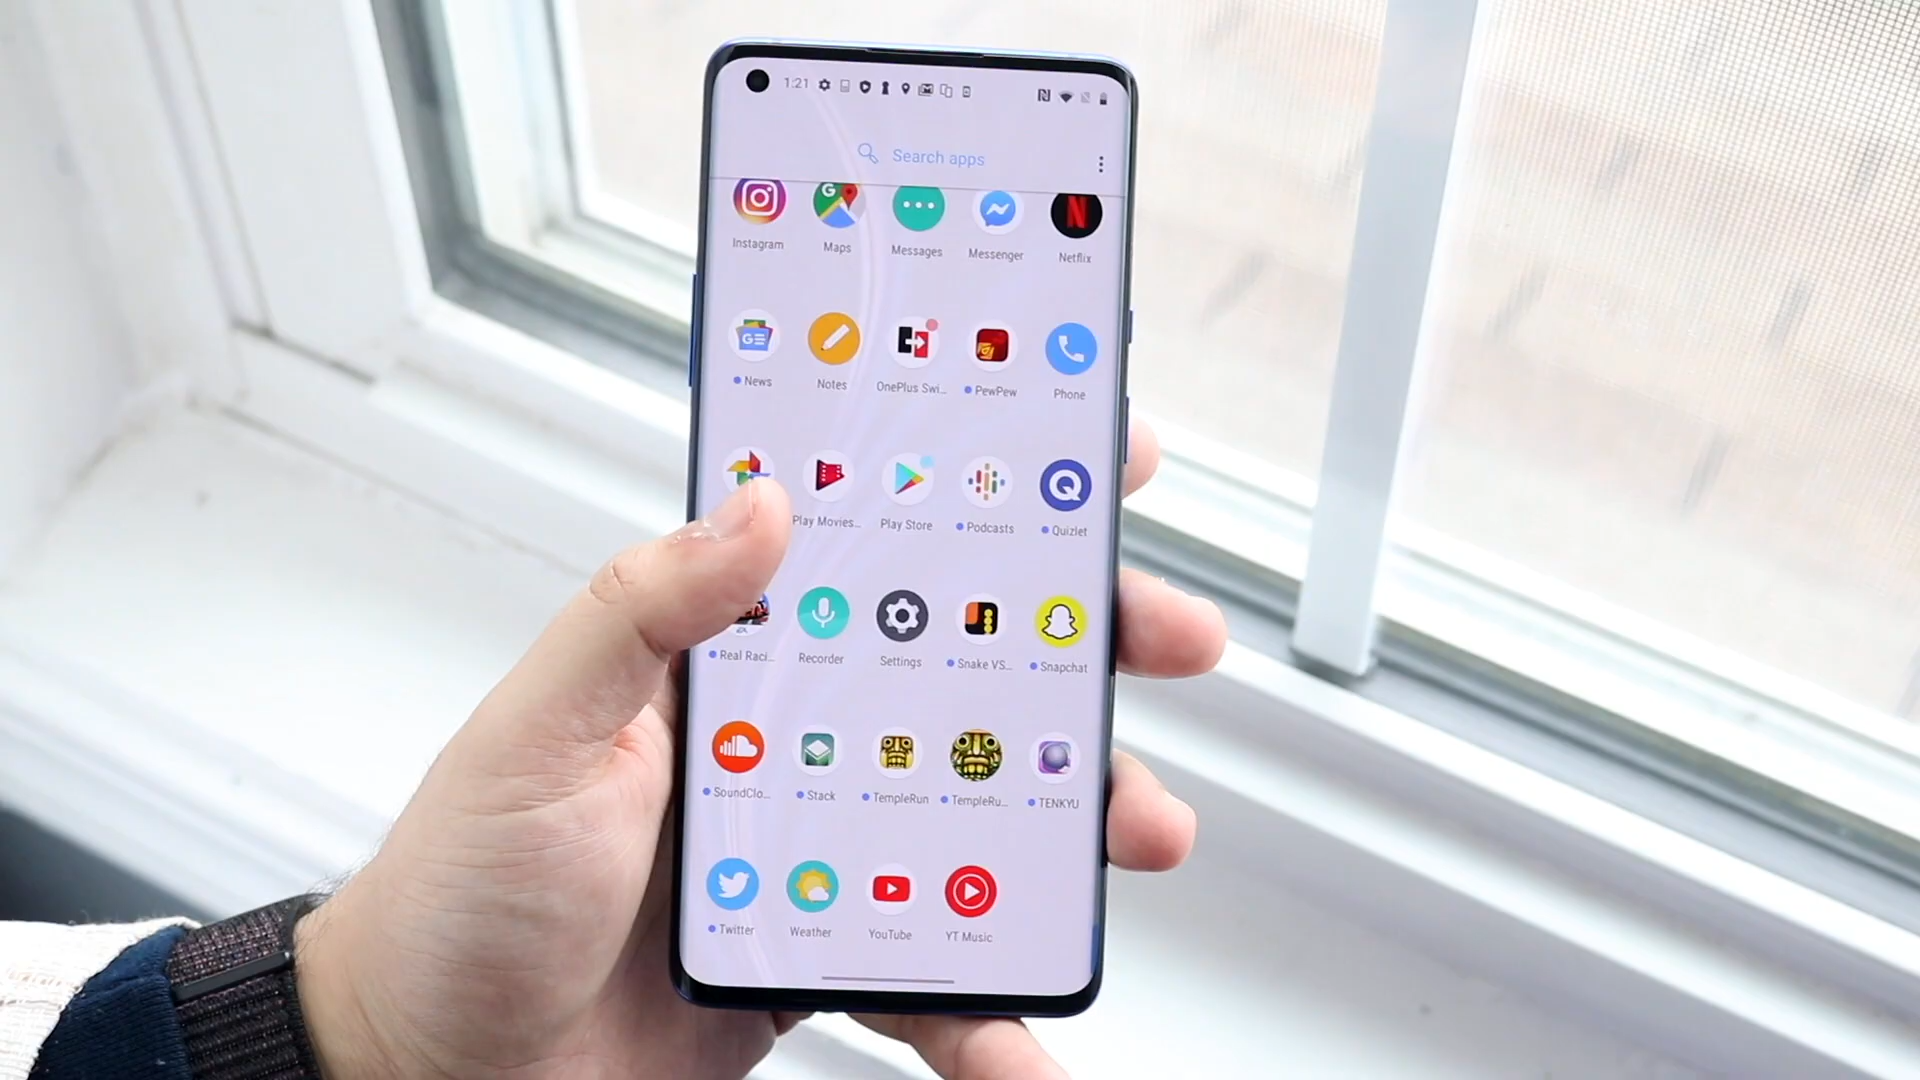 1:21
Search apps
Instagram Maps Messages Messenger Netflix
G
N
GE
News Notes OnePlus Swi... PewPew Phone
Q
Play Movies... Play Store Podcasts Quizlet
EA
Real Raci... Recorder Settings Snake VS... Snapchat
SoundClo... Stack TempleRun TempleRu... TENKYU
Twitter Weather YouTube YT Music